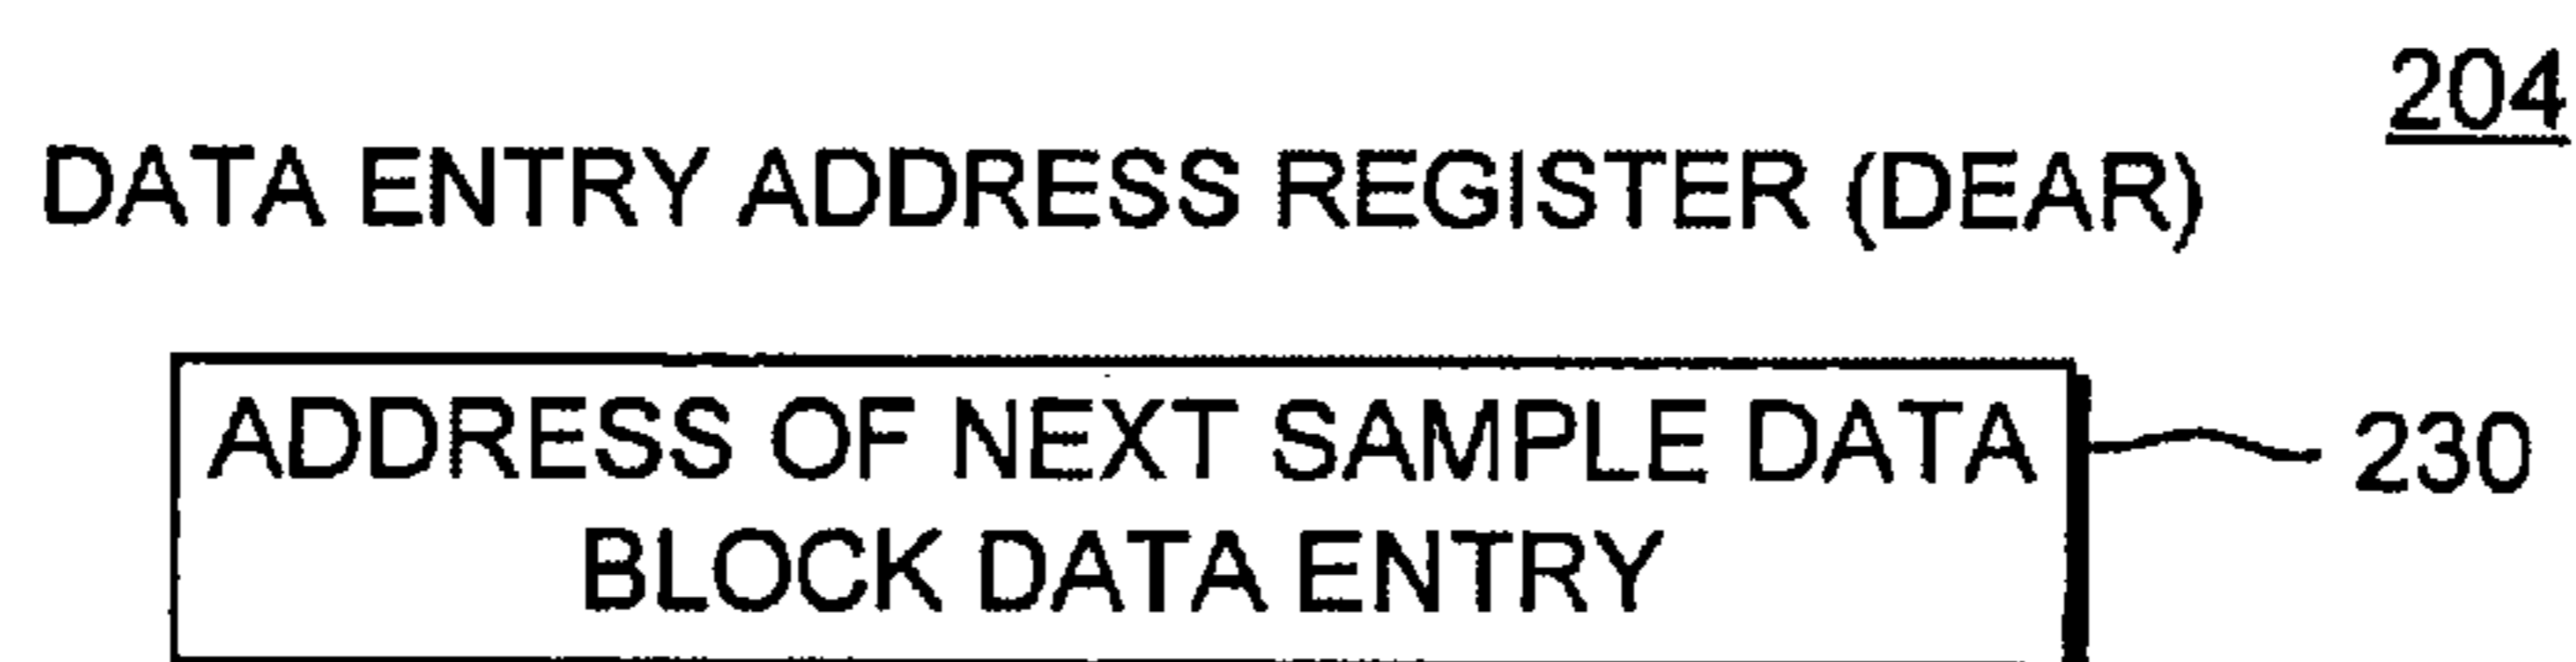 204
DATA ENTRY ADDRESS REGISTER (DEAR)
ADDRESS OF NEXT SAMPLE DATA
BLOCK DATA ENTRY
230